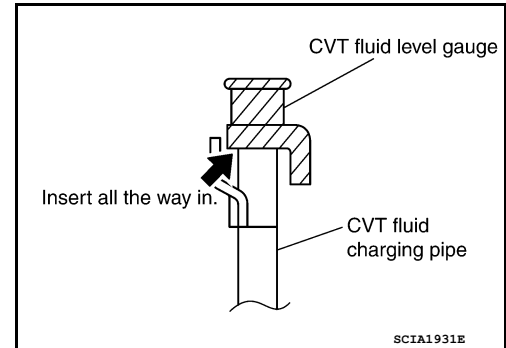 CVT fluid level gauge
Insert all the way in.
CVT fluid
charging pipe
SCIA1931E